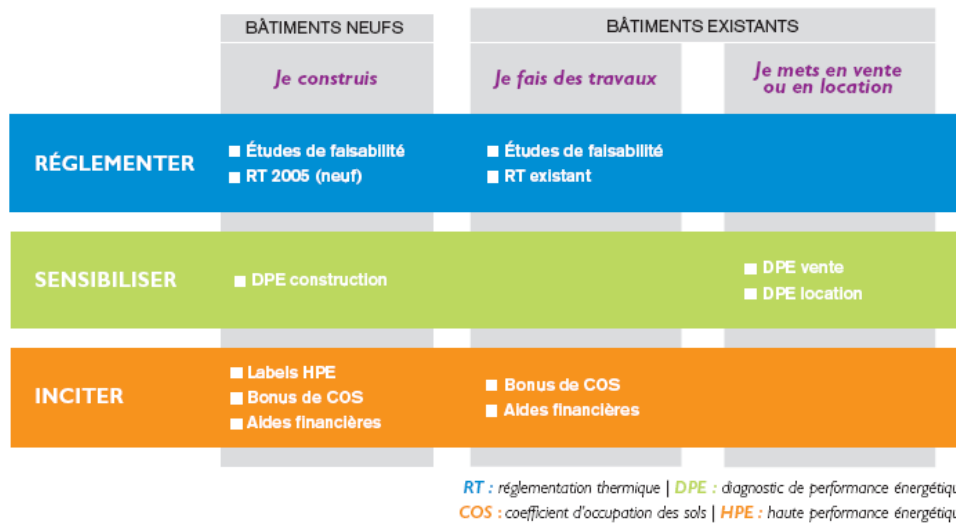 BÂTIMENTS NEUFS
BÂTIMENTS EXISTANTS
Je construis
Je fais des travaux
Je mets en vente
ou en location
RÉGLEMENTER
Études de faisabilité
RT 2005 (neuf)
Études de faisabilité
RT existant
SENSIBILISER
DPE construction
DPE vente
DPE location
INCITER
Labels HPE
Bonus de COS
Aides financières
Bonus de COS
Aides financières
RT : réglementation thermique | DPE : diagnostic de performance énergétiqu
COS : coefficient d'occupation des sols | HPE : haute performance énergétiqu